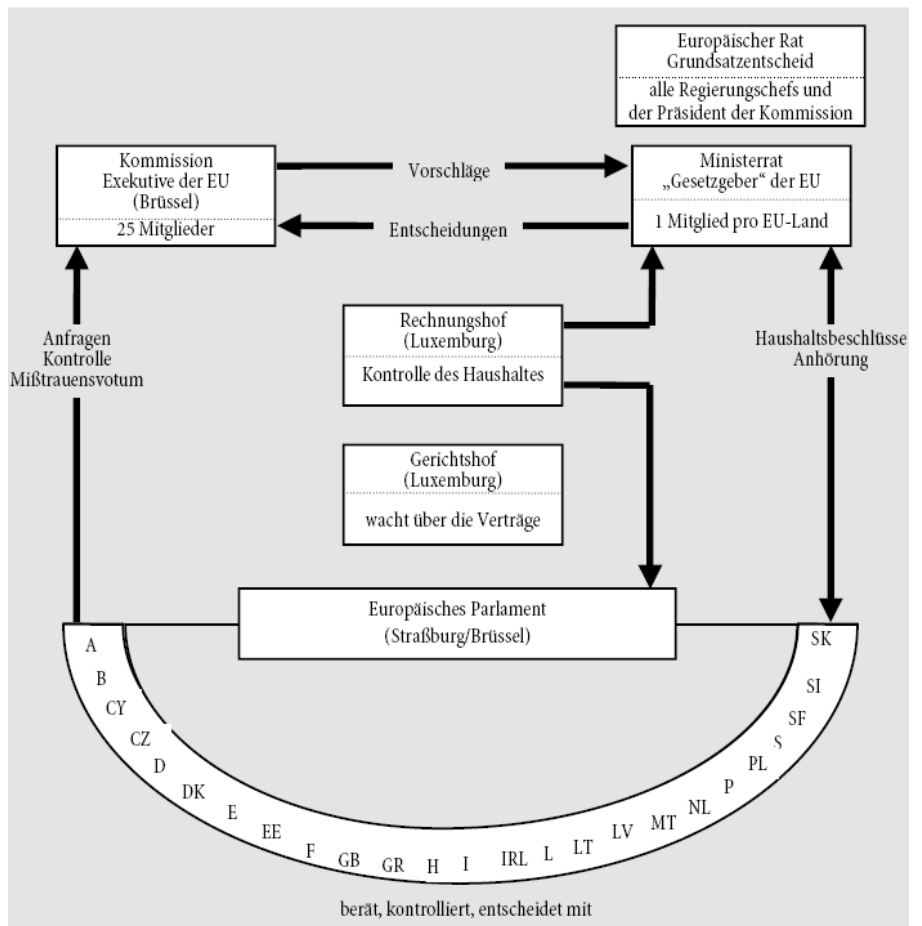 Europäischer Rat
Grundsatzentscheid
alle Regierungschefs und
der Präsident der Kommission
Kommission
Exekutive der EU
(Brüssel)
25 Mitglieder
Vorschläge
Entscheidungen
Ministerrat
„Gesetzgeber“ der EU
1 Mitglied pro EU-Land
Anfragen
Kontrolle
Mißtrauensvotum
Rechnungshof
(Luxemburg)
Kontrolle des Haushaltes
Haushaltsbeschlüsse
Anhörung
Gerichtshof
(Luxemburg)
wacht über die Verträge
Europäisches Parlament
(Straßburg/Brüssel)
A
B
CY
CZ
D
DK
E
EE
F
GB
GR
H
I
IRL
L
LT
LV
MT
NL
P
PL
S
SF
SI
SK
berät, kontrolliert, entscheidet mit